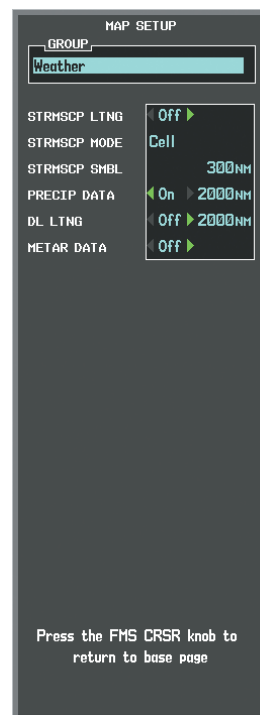 MAP SETUP
GROUP
Weather
STRMSCP LTNG Off
STRMSCP MODE Cell
STRMSCP SMBL 300NM
PRECIP DATA On 2000NM
DL LTNG Off 2000NM
METAR DATA Off
Press the FMS CRSR knob to
return to base page